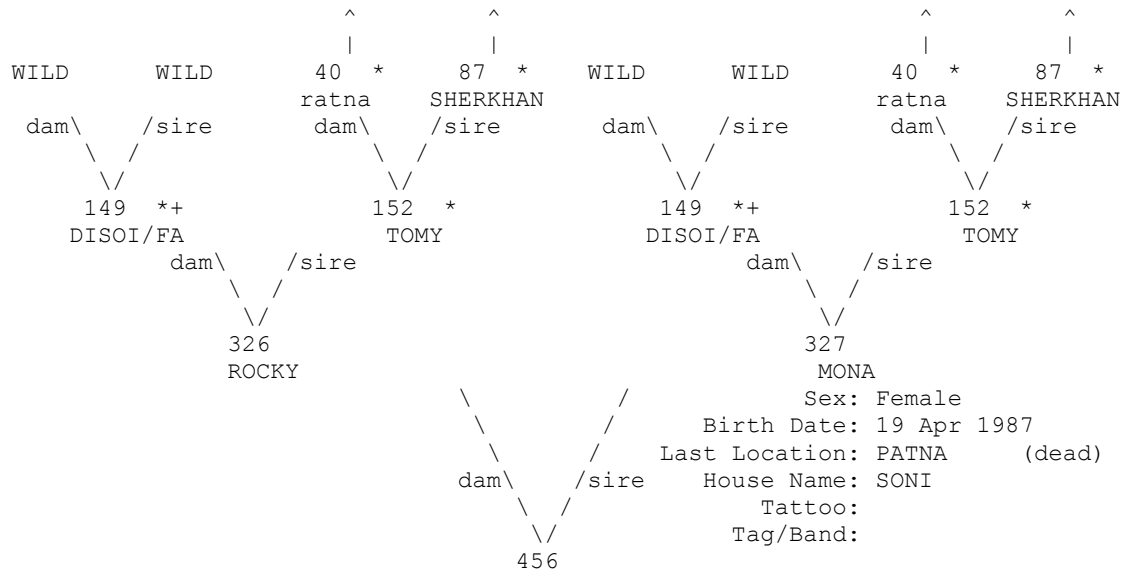 ^ ^ ^ ^
| | | |
WILD WILD 40 * 87 * WILD WILD 40 * 87 *
ratna SHERKHAN ratna SHERKHAN
dam\ /sire dam\ /sire dam\ /sire dam\ /sire
\ / \ / \ / \ /
\/ \/ \/ \/
149 *+ 152 * 149 *+ 152 *
DISOI/FA TOMY DISOI/FA TOMY
dam\ /sire dam\ /sire
\ / \ /
\/ \/
326 327
ROCKY MONA
\ / Sex: Female
\ / Birth Date: 19 Apr 1987
\ / Last Location: PATNA (dead)
dam\ /sire House Name: SONI
\ / Tattoo:
\/ Tag/Band:
456